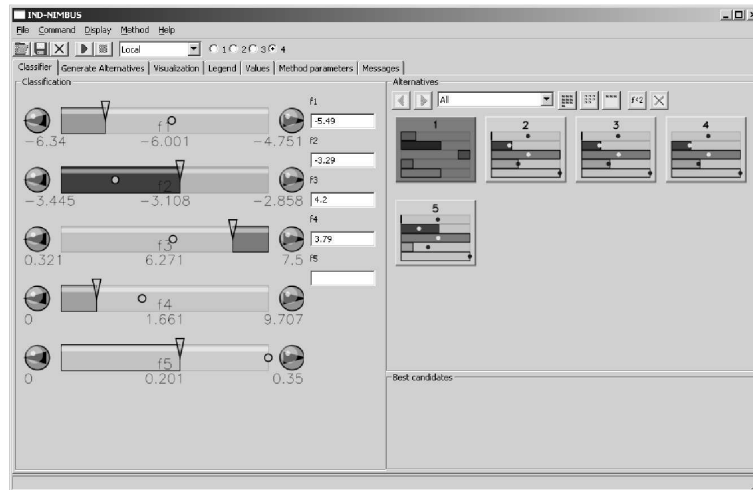 IND-NIMBUS
File Command Display Method Help
Local 1 2 3 4
Classifier Generate Alternatives Visualization Legend Values Method parameters Messages
Classification
f1
-6.34 -6.001 -4.751
f2
-3.445 -3.108 -2.858
f3
0.321 6.271 7.5
f4
0 1.661 9.707
f5
0 0.201 0.35
f1
-5.49
f2
-3.29
f3
4.2
f4
3.79
f5
Alternatives
All
1 2 3 4
5
Best candidates